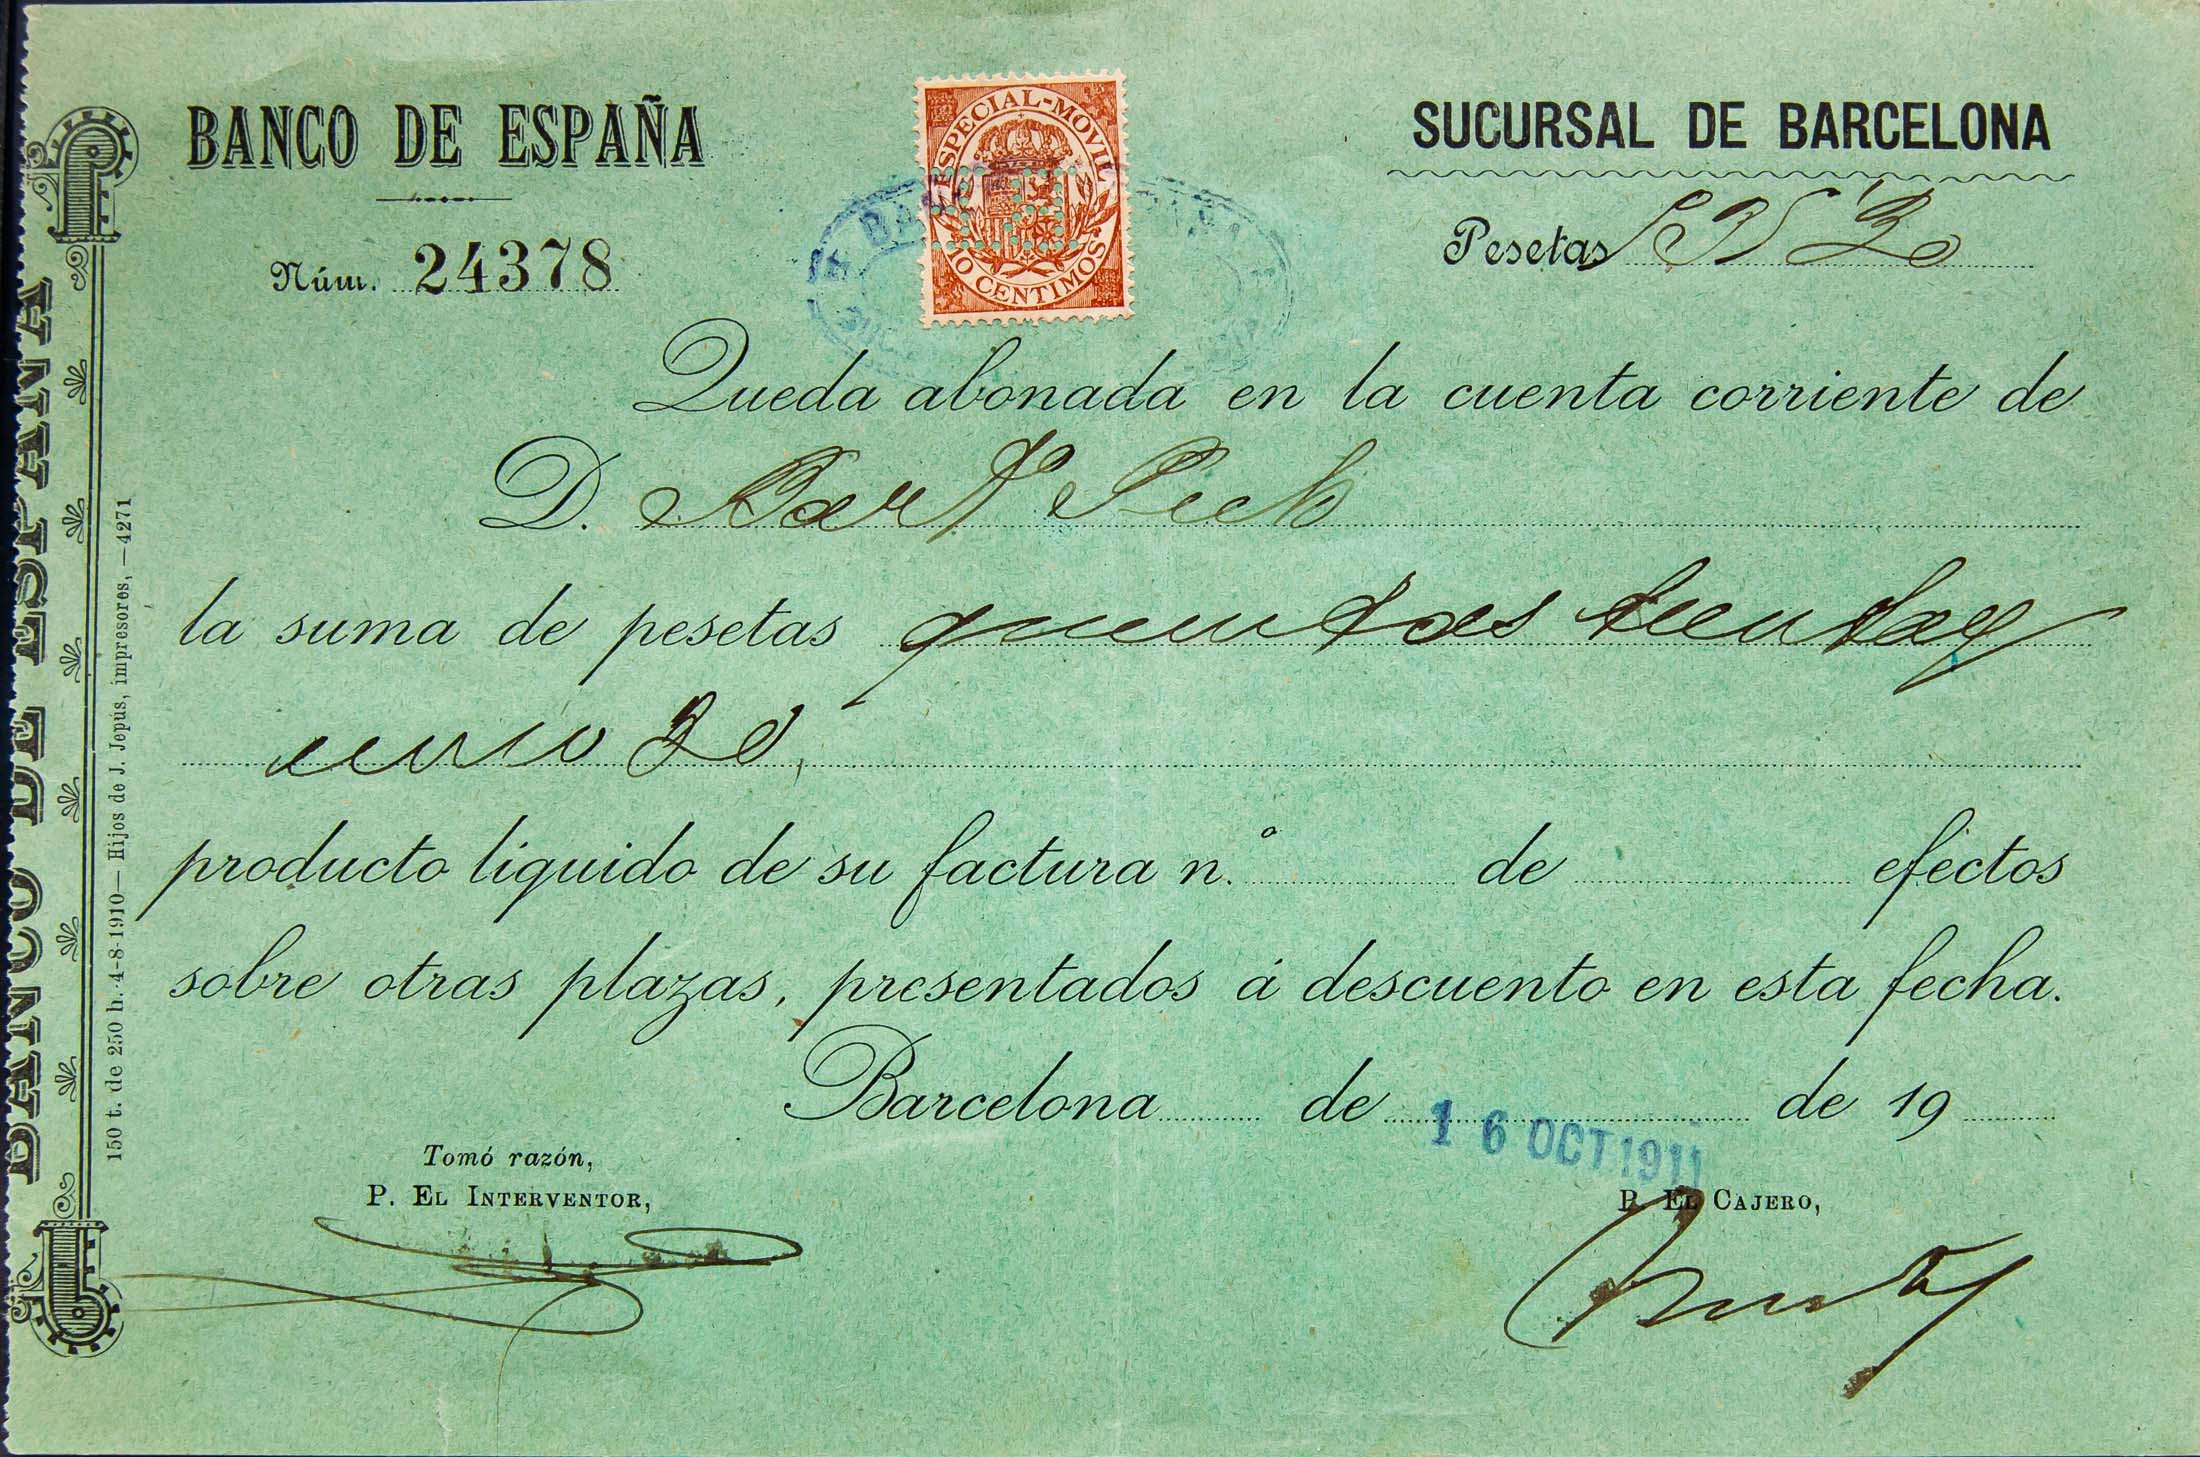 BANCO DE ESPAÑA
Núm. 24378
ESPECIAL-MOVIL
10 CENTIMOS
SUCURSAL DE BARCELONA
Pesetas
Queda abonada en la cuenta corriente de
D.
la suma de pesetas
uno 20,
producto líquido de su factura n.º de efectos
sobre otras plazas, presentados á descuento en esta fecha.
Barcelona de de 19
16 OCT 1911
Tomó razón,
P. EL INTERVENTOR,
P. EL CAJERO,
BANCO DE ESPAÑA
150 t. de 250 h. 4-8-1910—Hijos de J. Jepús, impresores,—4271